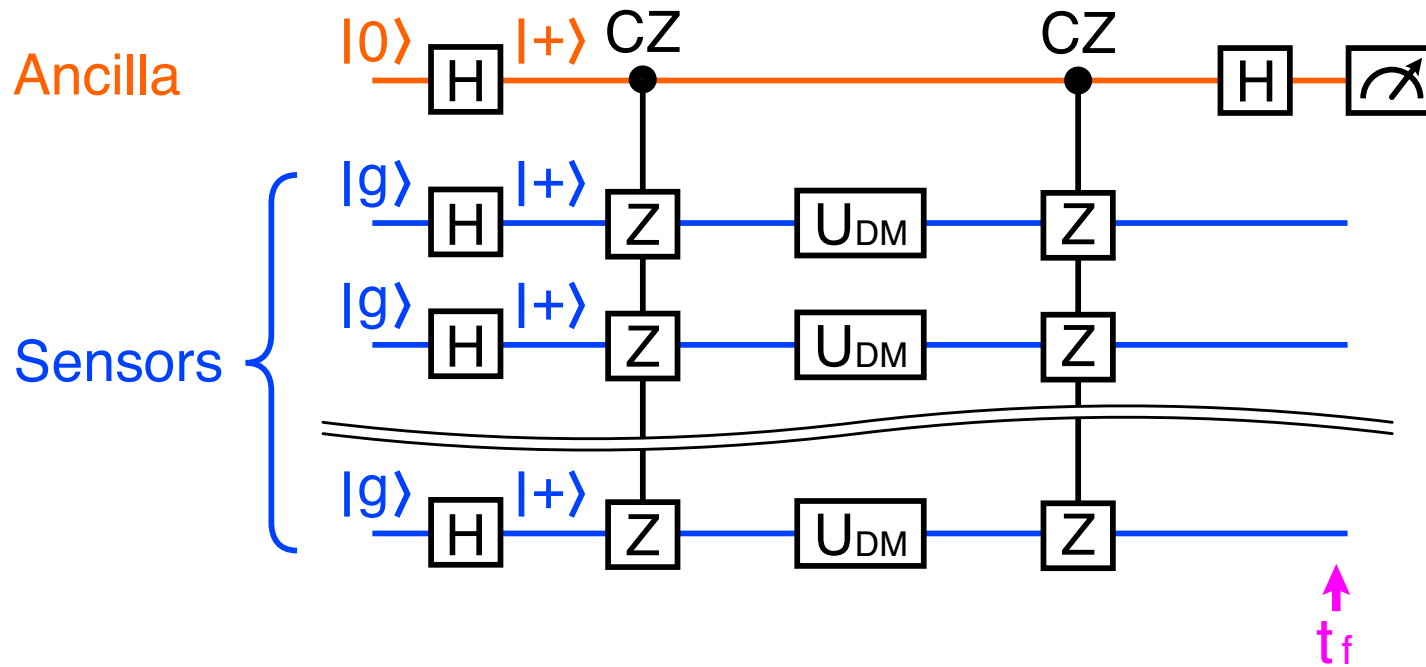 |0⟩ |+⟩ CZ CZ
Ancilla H H
|g⟩ |+⟩
H Z UDM Z
|g⟩ |+⟩
Sensors H Z UDM Z
|g⟩ |+⟩
H Z UDM Z
tf